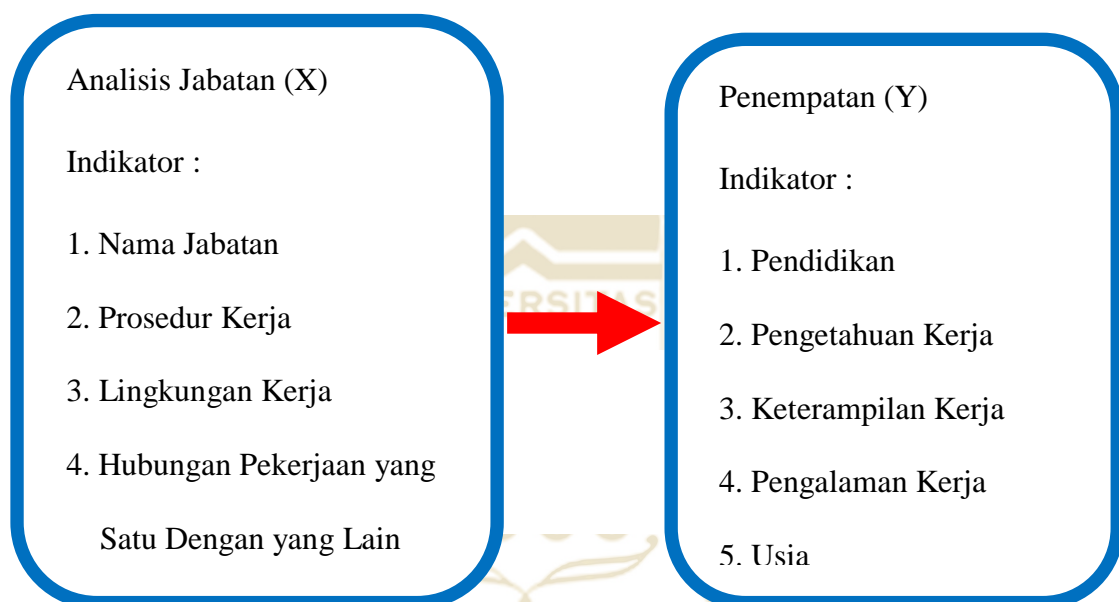 Analisis Jabatan (X)
Indikator :
1. Nama Jabatan
2. Prosedur Kerja
3. Lingkungan Kerja
4. Hubungan Pekerjaan yang
Satu Dengan yang Lain
ERSITAS
Penempatan (Y)
Indikator :
1. Pendidikan
2. Pengetahuan Kerja
3. Keterampilan Kerja
4. Pengalaman Kerja
5. Usia